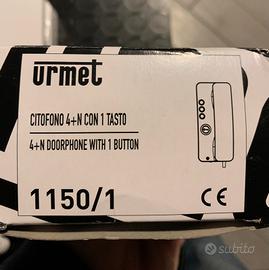 urmet
CITOFONO 4+N CON 1 TASTO
4+N DOORPHONE WITH 1 BUTTON
1150/1
CE
subito